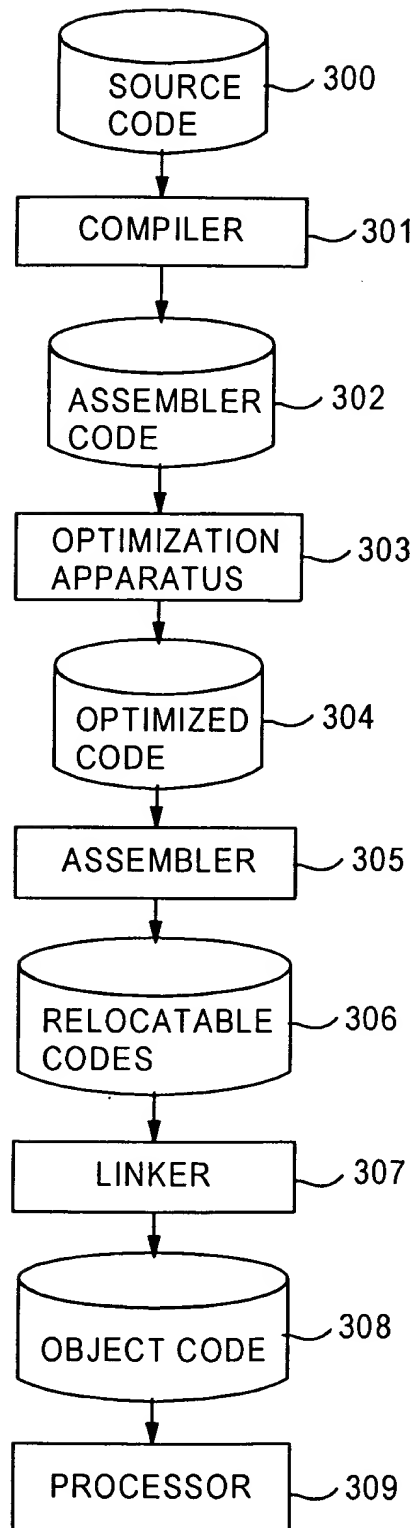 SOURCE
CODE
300
COMPILER
301
ASSEMBLER
CODE
302
OPTIMIZATION
APPARATUS
303
OPTIMIZED
CODE
304
ASSEMBLER
305
RELOCATABLE
CODES
306
LINKER
307
OBJECT CODE
308
PROCESSOR
309